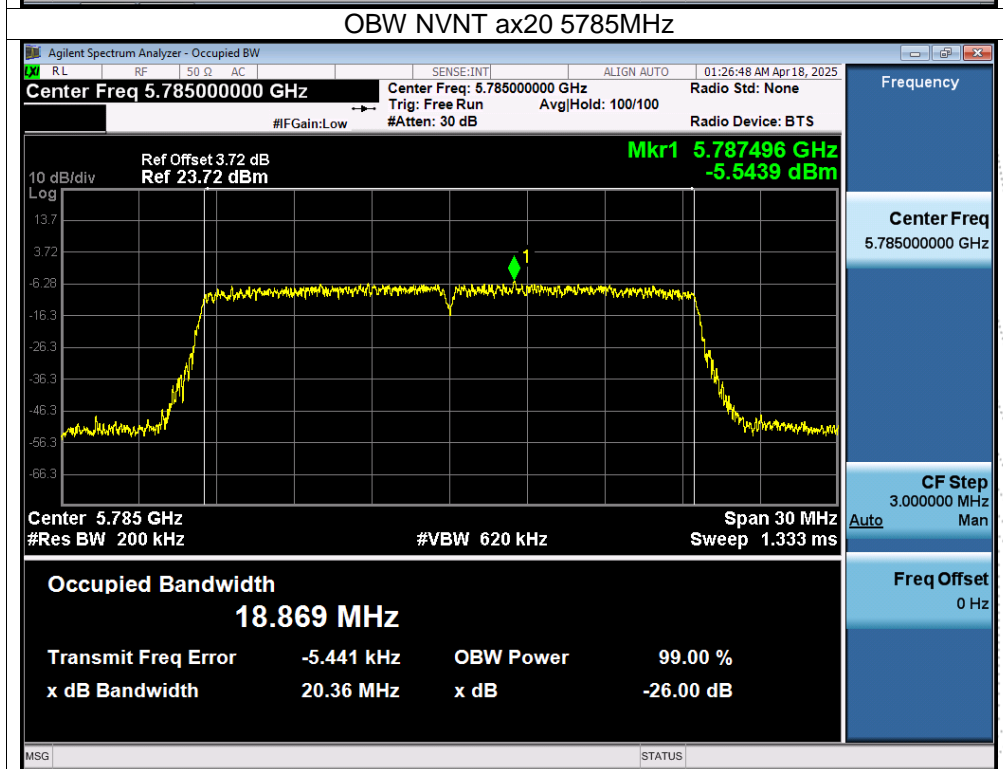 OBW NVNT ax20 5785MHz
Agilent Spectrum Analyzer - Occupied BW
LXI RL RF 50 Ω AC SENSE:INT ALIGN AUTO 01:26:48 AM Apr 18, 2025
Center Freq 5.785000000 GHz
Center Freq: 5.785000000 GHz
Radio Std: None
Trig: Free Run Avg|Hold: 100/100
#IFGain:Low
#Atten: 30 dB
Radio Device: BTS
Mkr1 5.787496 GHz
-5.5439 dBm
Ref Offset 3.72 dB
10 dB/div Ref 23.72 dBm
Log
13.7
3.72
-6.28
-16.3
-26.3
-36.3
-46.3
-56.3
-66.3
1
Center 5.785 GHz Span 30 MHz
#Res BW 200 kHz #VBW 620 kHz Sweep 1.333 ms
Occupied Bandwidth
18.869 MHz
Transmit Freq Error -5.441 kHz OBW Power 99.00 %
x dB Bandwidth 20.36 MHz x dB -26.00 dB
MSG STATUS
Frequency
Center Freq
5.785000000 GHz
CF Step
3.000000 MHz
Auto Man
Freq Offset
0 Hz